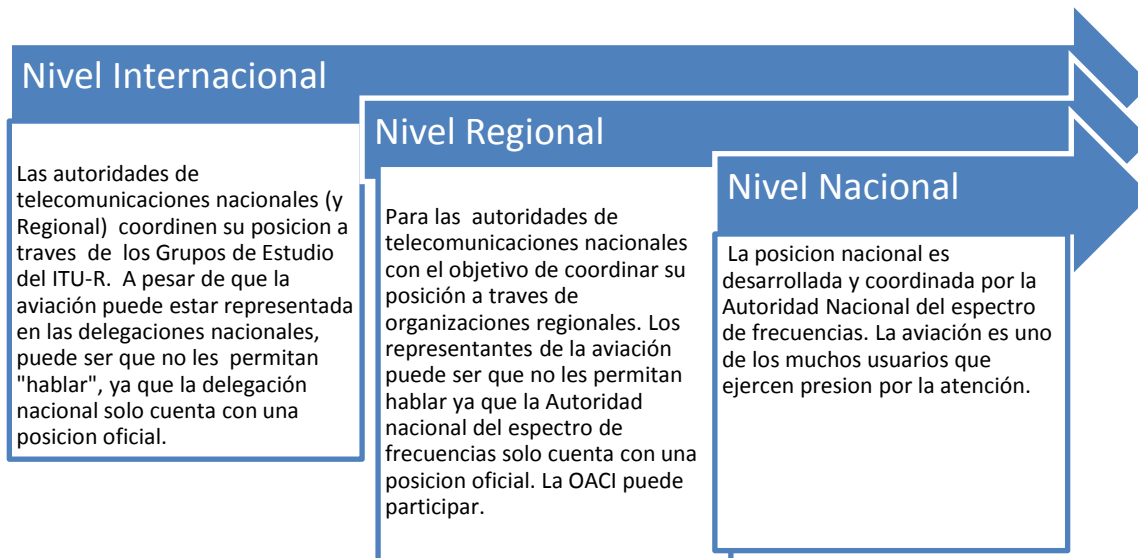 Nivel Internacional
Las autoridades de
telecomunicaciones nacionales (y
Regional) coordinen su posicion a
traves de los Grupos de Estudio
del ITU-R. A pesar de que la
aviación puede estar representada
en las delegaciones nacionales,
puede ser que no les permitan
"hablar", ya que la delegación
nacional solo cuenta con una
posicion oficial.
Nivel Regional
Para las autoridades de
telecomunicaciones nacionales
con el objetivo de coordinar su
posición a traves de
organizaciones regionales. Los
representantes de la aviación
puede ser que no les permitan
hablar ya que la Autoridad
nacional del espectro de
frecuencias solo cuenta con una
posicion oficial. La OACI puede
participar.
Nivel Nacional
La posicion nacional es
desarrollada y coordinada por la
Autoridad Nacional del espectro
de frecuencias. La aviación es uno
de los muchos usuarios que
ejercen presion por la atención.